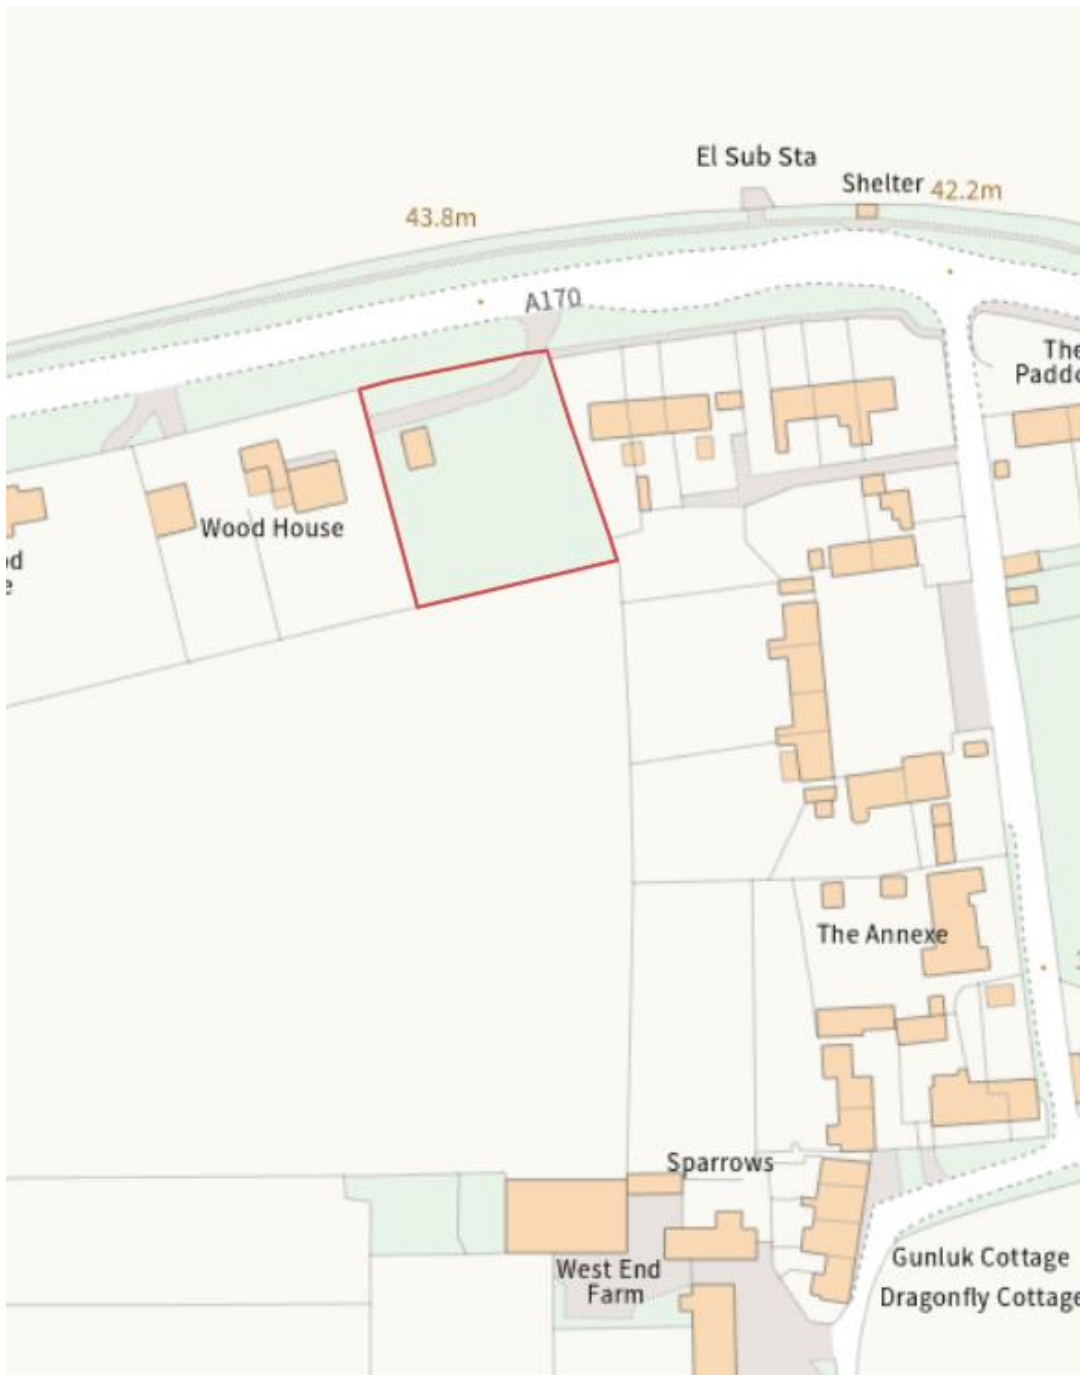 El Sub Sta
Shelter
42.2m
43.8m
A170
The
Wood House
The Annexe
Sparrows
West End
Farm
Gunluk Cottage
Dragonfly Cottage